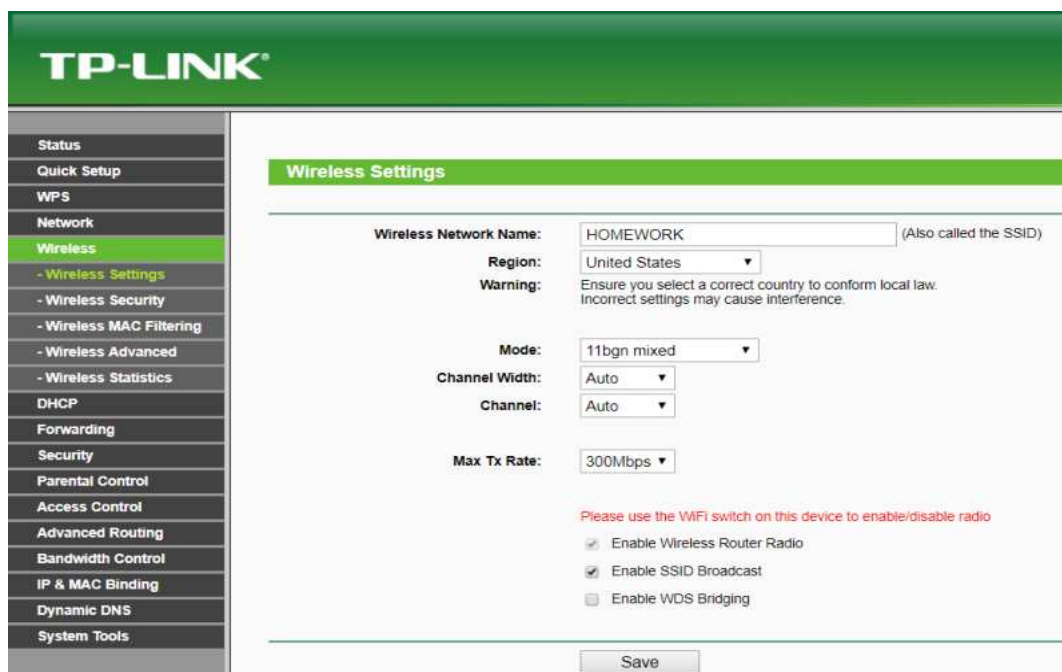 TP-LINK®
Status
Quick Setup
WPS
Network
Wireless
- Wireless Settings
- Wireless Security
- Wireless MAC Filtering
- Wireless Advanced
- Wireless Statistics
DHCP
Forwarding
Security
Parental Control
Access Control
Advanced Routing
Bandwidth Control
IP & MAC Binding
Dynamic DNS
System Tools
Wireless Settings
Wireless Network Name: HOMEWORK (Also called the SSID)
Region: United States
Warning: Ensure you select a correct country to conform local law.
Incorrect settings may cause interference.
Mode: 11bgn mixed
Channel Width: Auto
Channel: Auto
Max Tx Rate: 300Mbps
Please use the WiFi switch on this device to enable/disable radio
Enable Wireless Router Radio
Enable SSID Broadcast
Enable WDS Bridging
Save